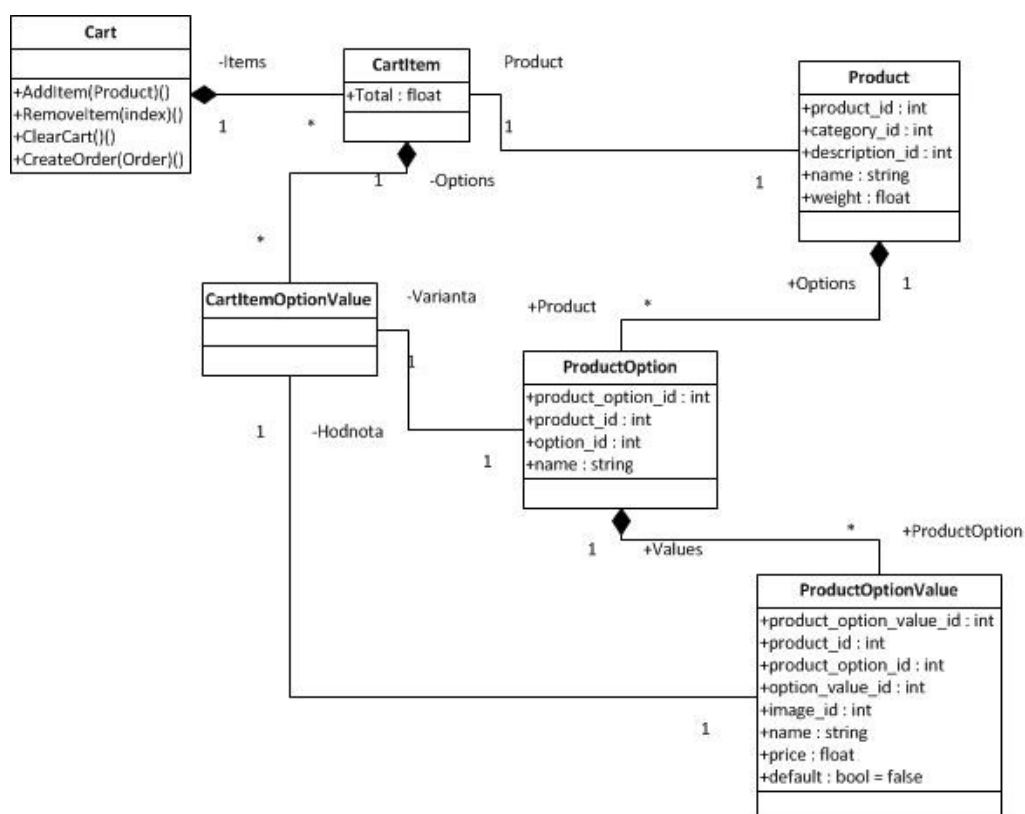 Cart
+AddItem(Product)()
+RemoveItem(index)()
+ClearCart()()
+CreateOrder(Order)()
-Items
1
*
CartItem
+Total : float
Product
1
1
Product
+product_id : int
+category_id : int
+description_id : int
+name : string
+weight : float
1
-Options
*
+Options
1
CartItemOptionValue
-Varianta
1
+Product
*
ProductOption
+product_option_id : int
+product_id : int
+option_id : int
+name : string
1
-Hodnota
1
1
+Values
*
+ProductOption
ProductOptionValue
+product_option_value_id : int
+product_id : int
+product_option_id : int
+option_value_id : int
+image_id : int
+name : string
+price : float
+default : bool = false
1